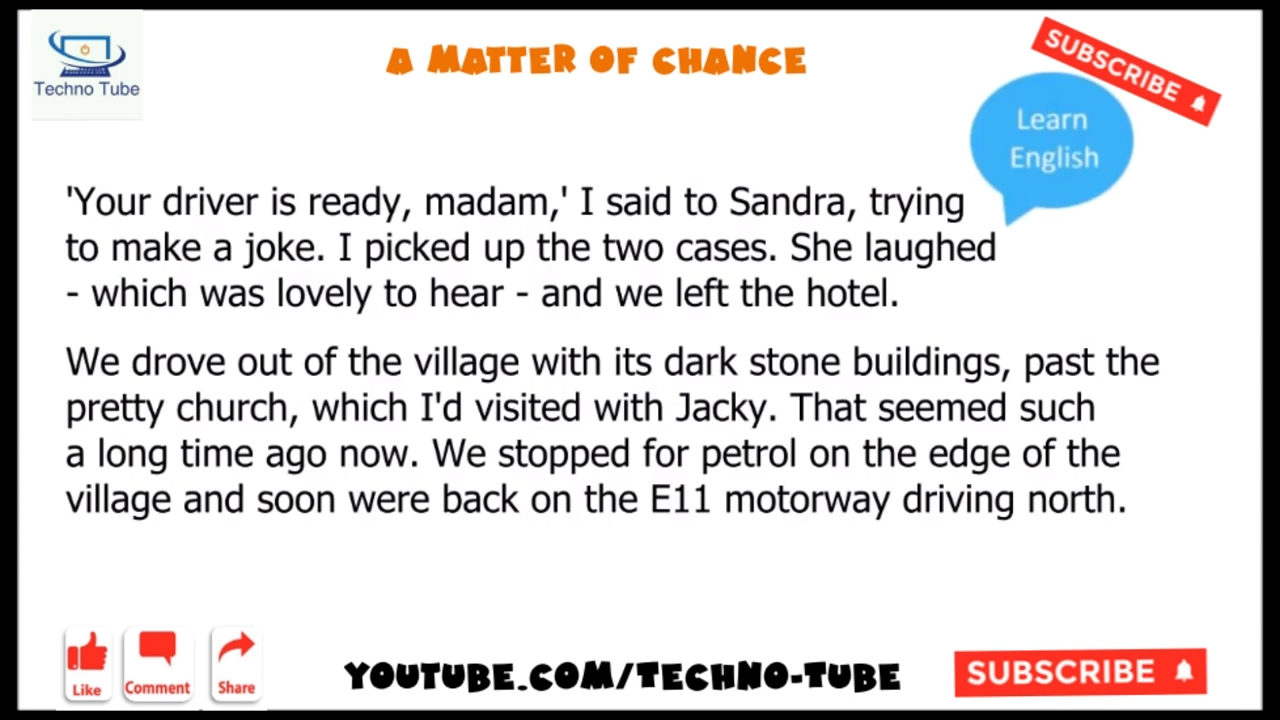 Techno Tube
A MATTER OF CHANCE
SUBSCRIBE
Learn
English
'Your driver is ready, madam,' I said to Sandra, trying
to make a joke. I picked up the two cases. She laughed
- which was lovely to hear - and we left the hotel.
We drove out of the village with its dark stone buildings, past the
pretty church, which I'd visited with Jacky. That seemed such
a long time ago now. We stopped for petrol on the edge of the
village and soon were back on the E11 motorway driving north.
Like
Comment
Share
YOUTUBE.COM/TECHNO-TUBE
SUBSCRIBE